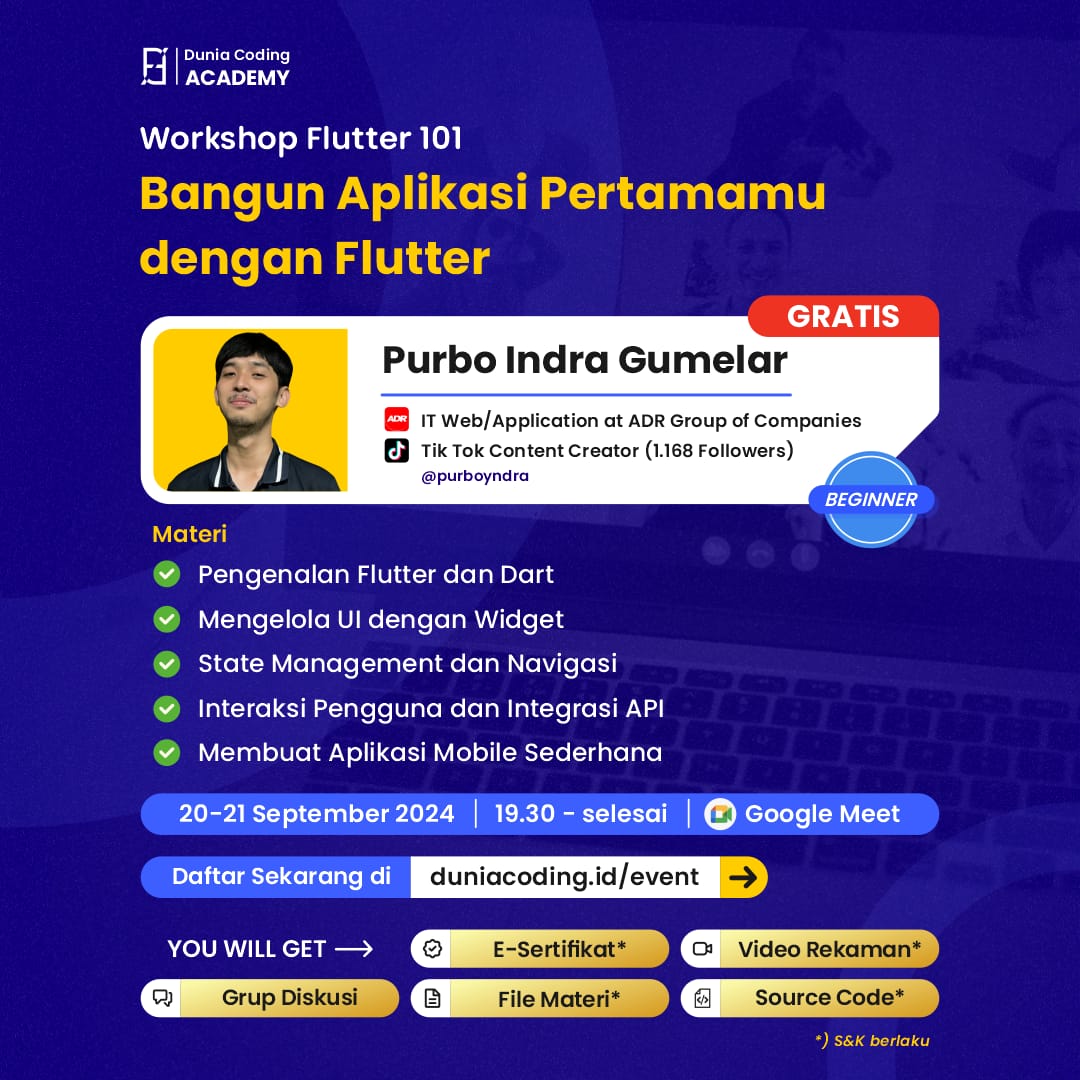 Dunia Coding
ACADEMY
Workshop Flutter 101
Bangun Aplikasi Pertamamu
dengan Flutter
GRATIS
Purbo Indra Gumelar
ADR IT Web/Application at ADR Group of Companies
Tik Tok Content Creator (1.168 Followers)
@purboyndra
BEGINNER
Materi
Pengenalan Flutter dan Dart
Mengelola UI dengan Widget
State Management dan Navigasi
Interaksi Pengguna dan Integrasi API
Membuat Aplikasi Mobile Sederhana
20-21 September 2024 | 19.30 - selesai | Google Meet
Daftar Sekarang di duniacoding.id/event
YOU WILL GET E-Sertifikat* Video Rekaman*
Grup Diskusi File Materi* Source Code*
*) S&K berlaku